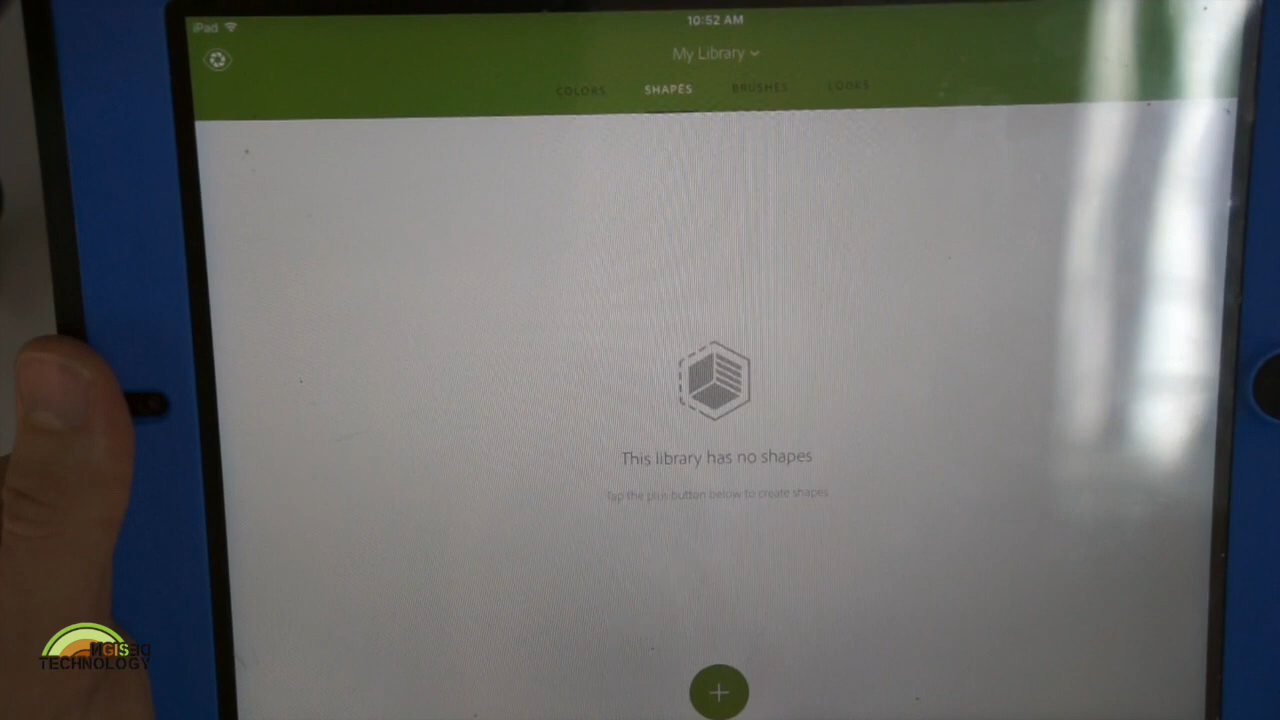 iPad 10:52 AM
My Library
COLORS SHAPES BRUSHES LOOKS
This library has no shapes
Tap the plus button below to create shapes
DESIGN
TECHNOLOGY